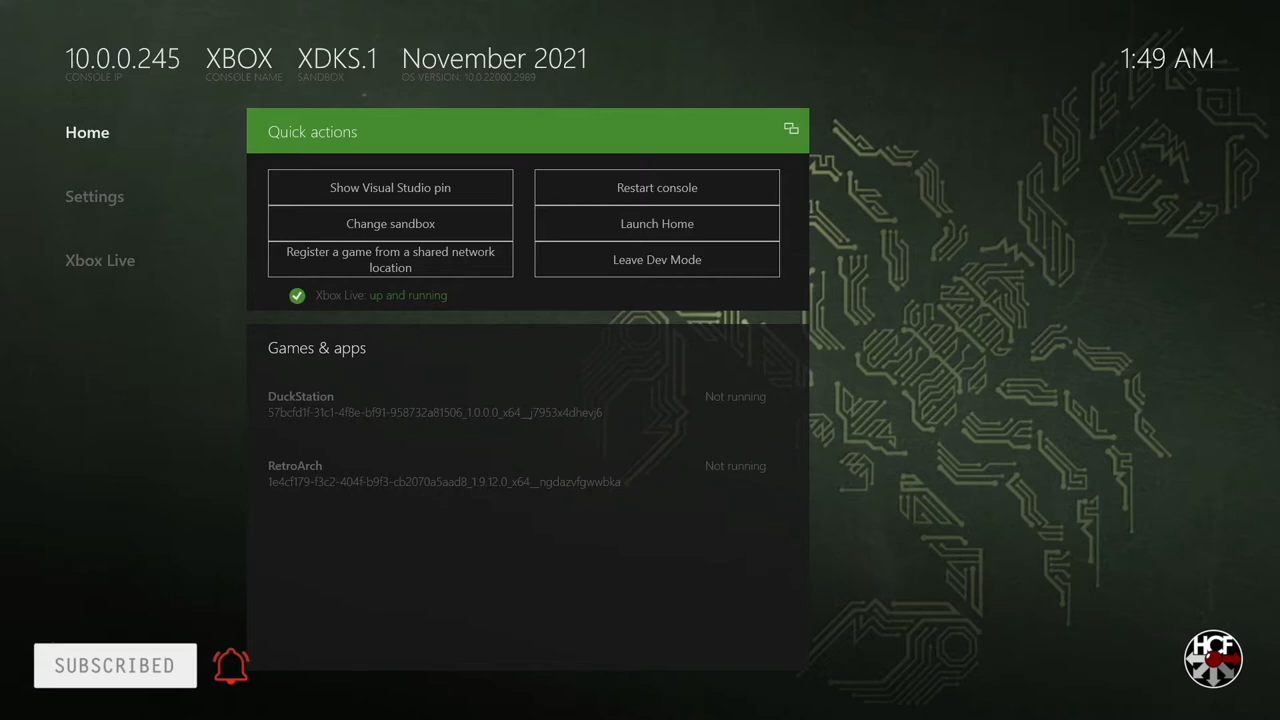 10.0.0.245 XBOX XDKS.1 November 2021 1:49 AM
CONSOLE IP CONSOLE NAME SANDBOX OS VERSION: 10.0.22000.2989
Home
Settings
Xbox Live
Quick actions
Show Visual Studio pin
Change sandbox
Register a game from a shared network
location
Restart console
Launch Home
Leave Dev Mode
Xbox Live: up and running
Games & apps
DuckStation Not running
57bcfd1f-31c1-4f8e-bf91-958732a81506_1.0.0.0_x64__j7953x4dhevj6
RetroArch Not running
1e4cf179-f3c2-404f-b9f3-cb2070a5aad8_1.9.12.0_x64__ngdazvfgwwbka
SUBSCRIBED
HCF